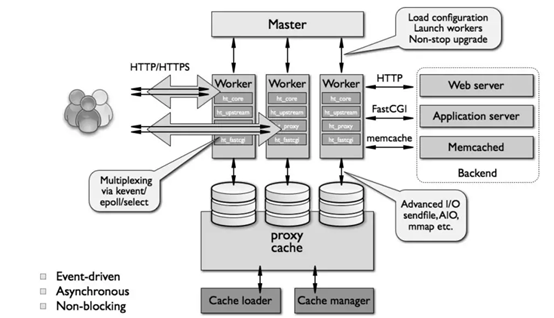 Master
Load configuration
Launch workers
Non-stop upgrade
HTTP/HTTPS
Worker
ht_core
ht_upstream
ht_fastcgi
Worker
ht_core
ht_upstream
_proxy
ht_fastcgi
Worker
ht_core
ht_upstream
ht_proxy
ht_fastcgi
HTTP
FastCGI
memcache
Web server
Application server
Memcached
Backend
Multiplexing
via kevent/
epoll/select
Advanced I/O
sendfile, AIO,
mmap etc.
proxy
cache
Event-driven
Asynchronous
Non-blocking
Cache loader
Cache manager